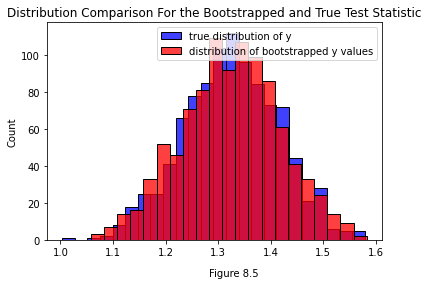 Distribution Comparison For the Bootstrapped and True Test Statistic
true distribution of y
distribution of bootstrapped y values
Count
100
80
60
40
20
0
1.0 1.1 1.2 1.3 1.4 1.5 1.6
Figure 8.5